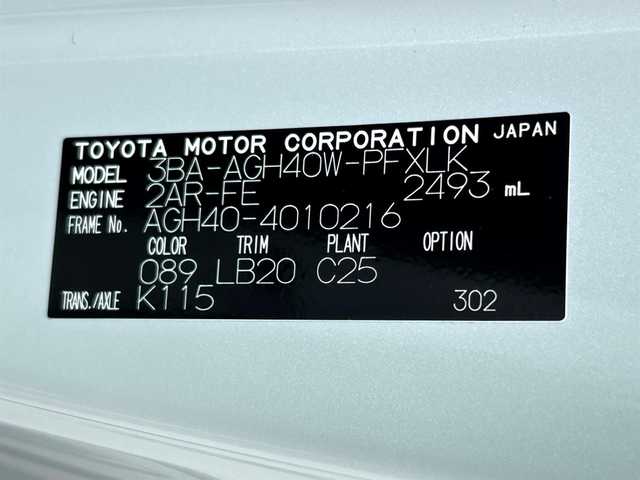 TOYOTA MOTOR CORPORATION JAPAN
MODEL 3BA-AGH40W-PFXLK
ENGINE 2AR-FE 2493 mL
FRAME No. AGH40-4010216
COLOR TRIM PLANT OPTION
089 LB20 C25
TRANS./AXLE K115 302